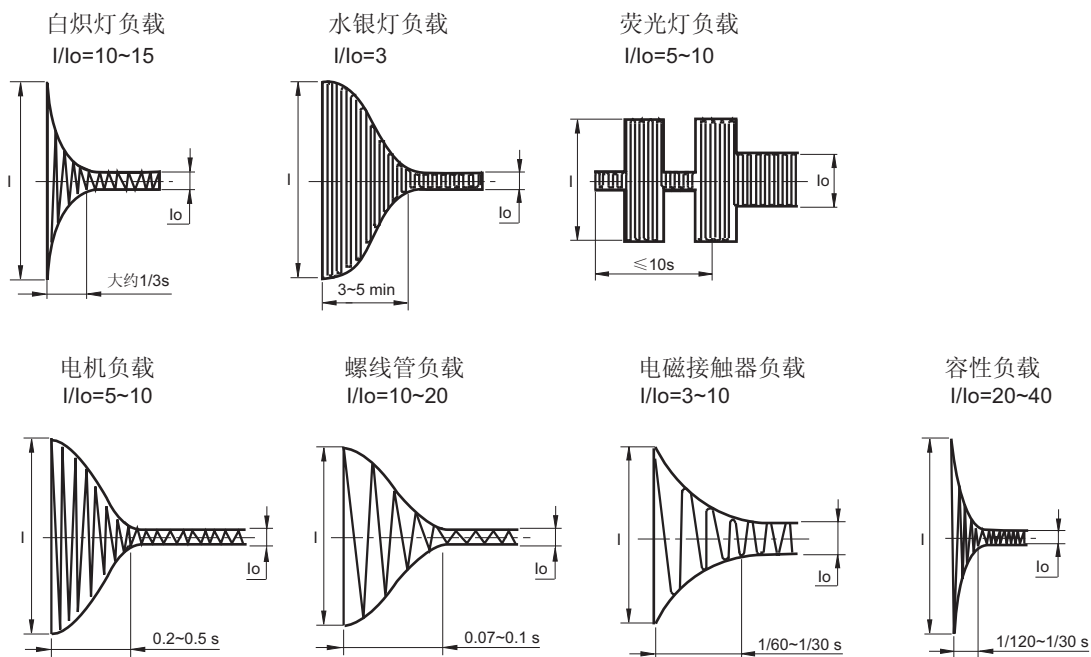 白炽灯负载
I/Io=10~15
I
Io
大约1/3s
水银灯负载
I/Io=3
I
Io
3~5 min
荧光灯负载
I/Io=5~10
I
Io
≤10s
电机负载
I/Io=5~10
I
Io
0.2~0.5 s
螺线管负载
I/Io=10~20
I
Io
0.07~0.1 s
电磁接触器负载
I/Io=3~10
I
Io
1/60~1/30 s
容性负载
I/Io=20~40
I
Io
1/120~1/30 s